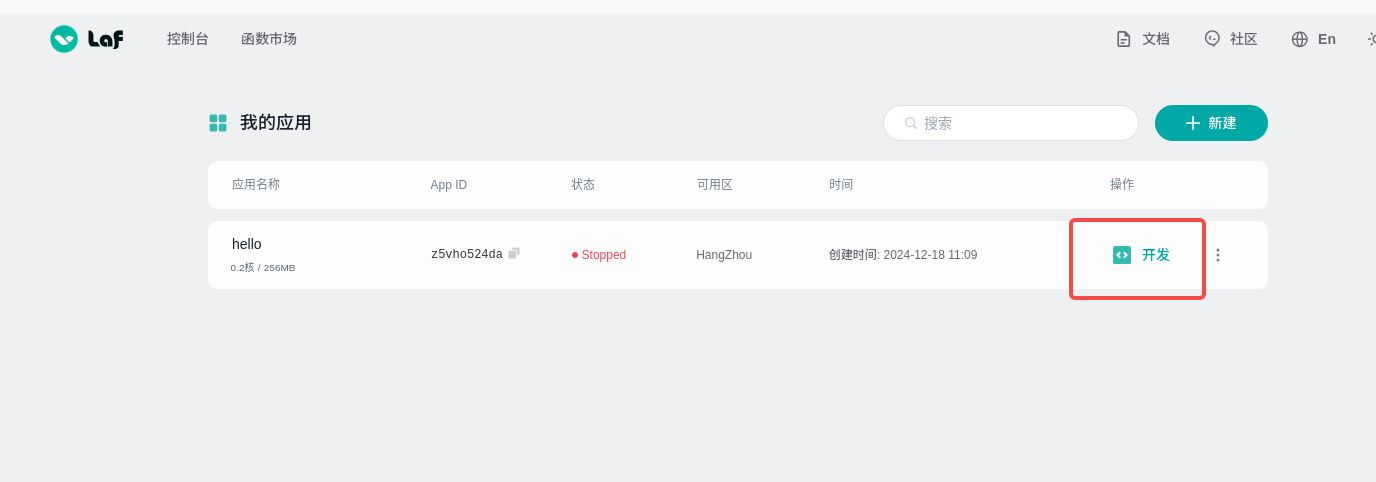 Laf 控制台 函数市场 文档 社区 En
我的应用 搜索 新建
应用名称 App ID 状态 可用区 时间 操作
hello
z5vho524da Stopped HangZhou 创建时间: 2024-12-18 11:09 开发
0.2核 / 256MB